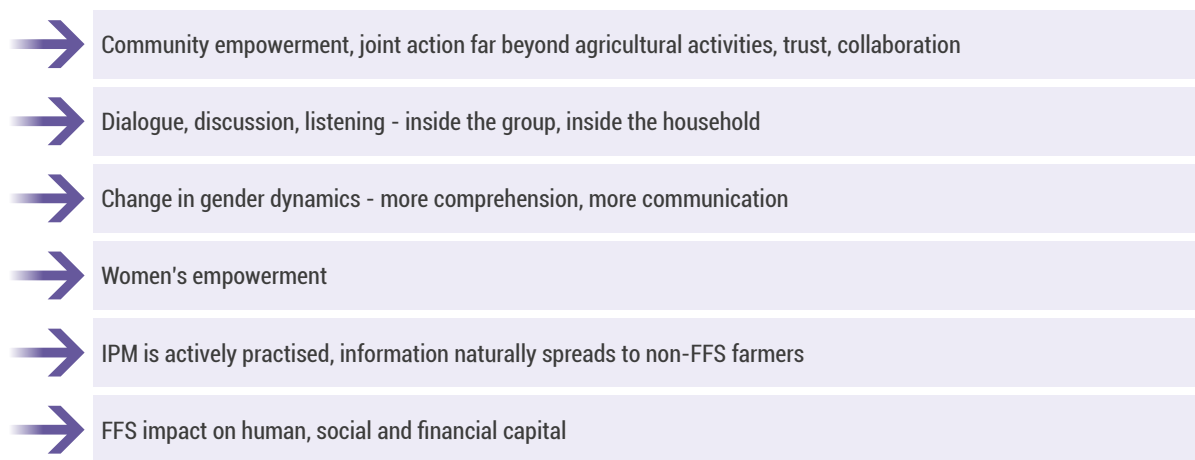 Community empowerment, joint action far beyond agricultural activities, trust, collaboration
Dialogue, discussion, listening - inside the group, inside the household
Change in gender dynamics - more comprehension, more communication
Women's empowerment
IPM is actively practised, information naturally spreads to non-FFS farmers
FFS impact on human, social and financial capital